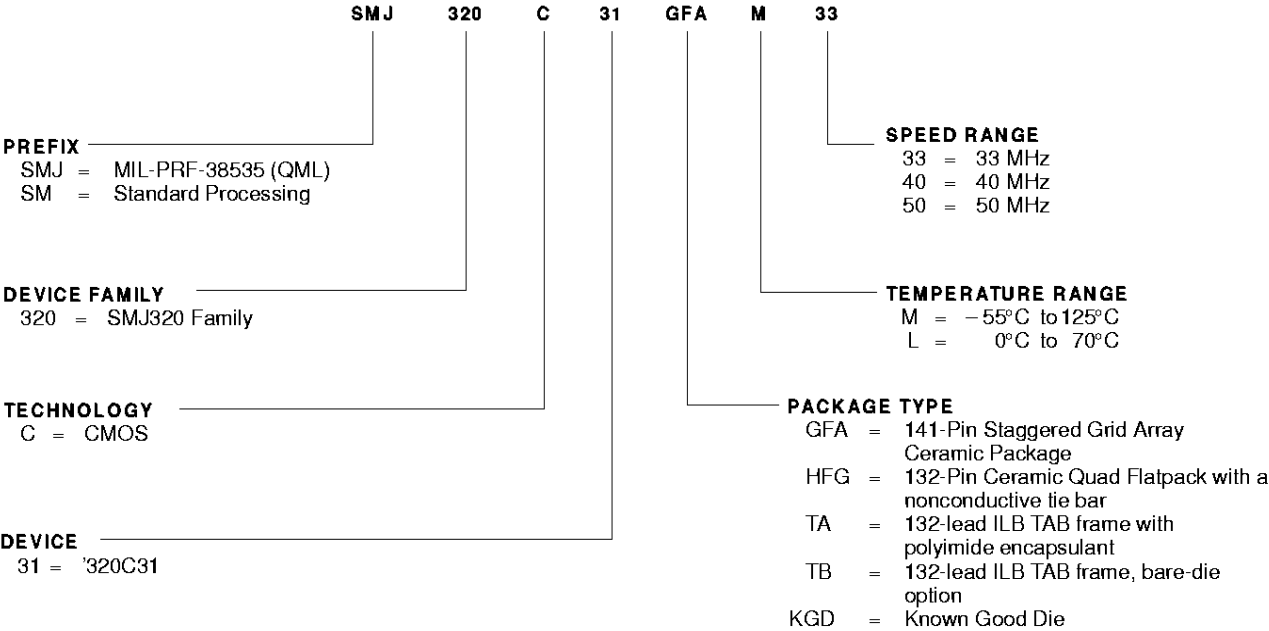 SMJ 320 C 31 GFA M 33
PREFIX
SMJ = MIL-PRF-38535 (QML)
SM = Standard Processing
DEVICE FAMILY
320 = SMJ320 Family
TECHNOLOGY
C = CMOS
DEVICE
31 = '320C31
SPEED RANGE
33 = 33 MHz
40 = 40 MHz
50 = 50 MHz
TEMPERATURE RANGE
M = −55°C to 125°C
L = 0°C to 70°C
PACKAGE TYPE
GFA = 141-Pin Staggered Grid Array
Ceramic Package
HFG = 132-Pin Ceramic Quad Flatpack with a
nonconductive tie bar
TA = 132-lead ILB TAB frame with
polyimide encapsulant
TB = 132-lead ILB TAB frame, bare-die
option
KGD = Known Good Die